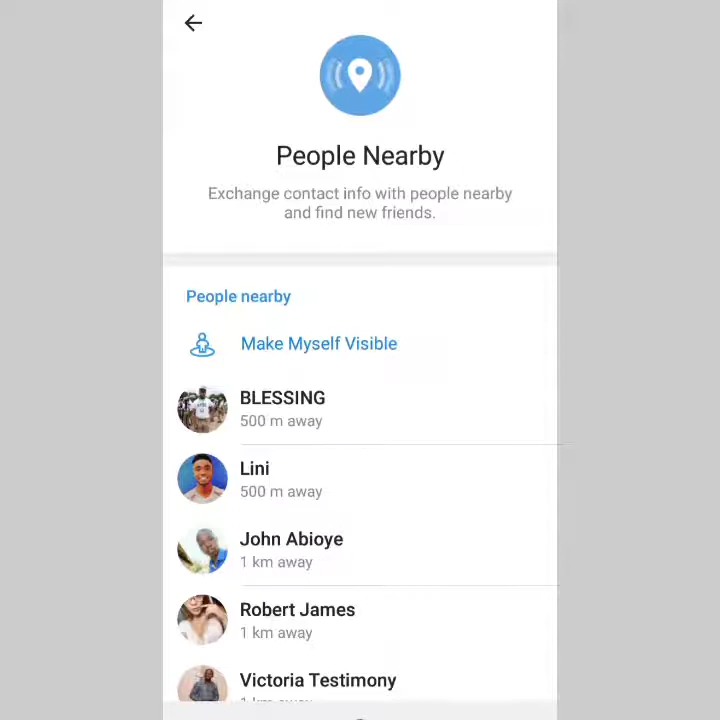 People Nearby
Exchange contact info with people nearby
and find new friends.
People nearby
Make Myself Visible
BLESSING
500 m away
Lini
500 m away
John Abioye
1 km away
Robert James
1 km away
Victoria Testimony